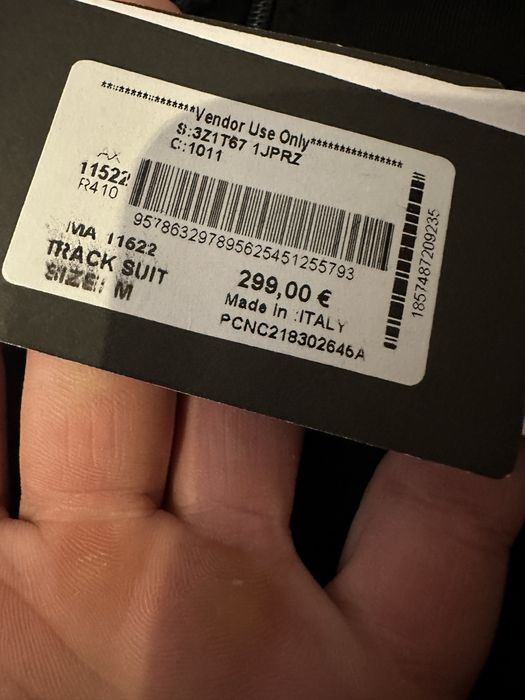 **::*******::********Vendor Use Only****************
S:3Z1T67 1JPRZ
C:1011
AX
11522
R410
957863297895625451255793
MA 11622
TRACK SUIT
SIZE: M
299,00 €
Made in :ITALY
PCNC218302646A
1857487209235